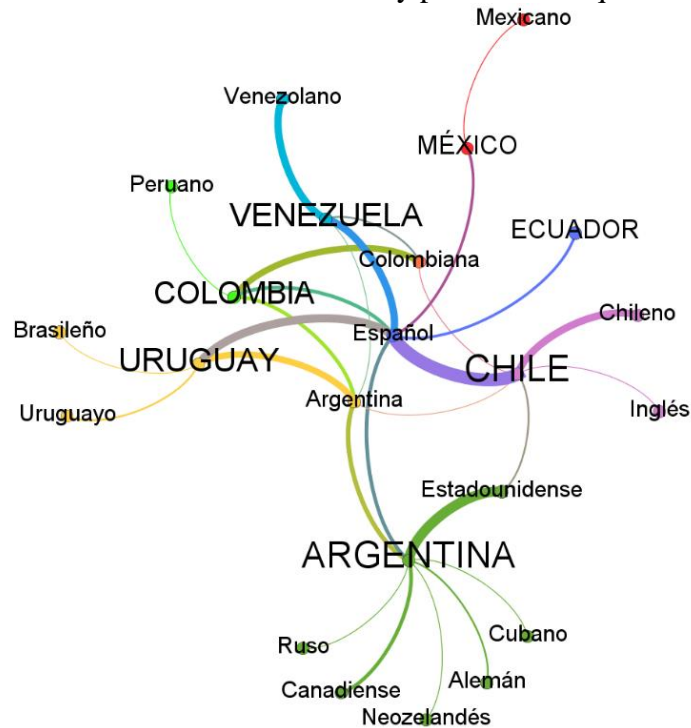 Mexicano
Venezolano
MÉXICO
Peruano
VENEZUELA
ECUADOR
Colombiana
COLOMBIA
Chileno
Brasileño
Español
URUGUAY
CHILE
Argentina
Uruguayo
Inglés
Estadounidense
ARGENTINA
Cubano
Ruso
Alemán
Canadiense
Neozelandés